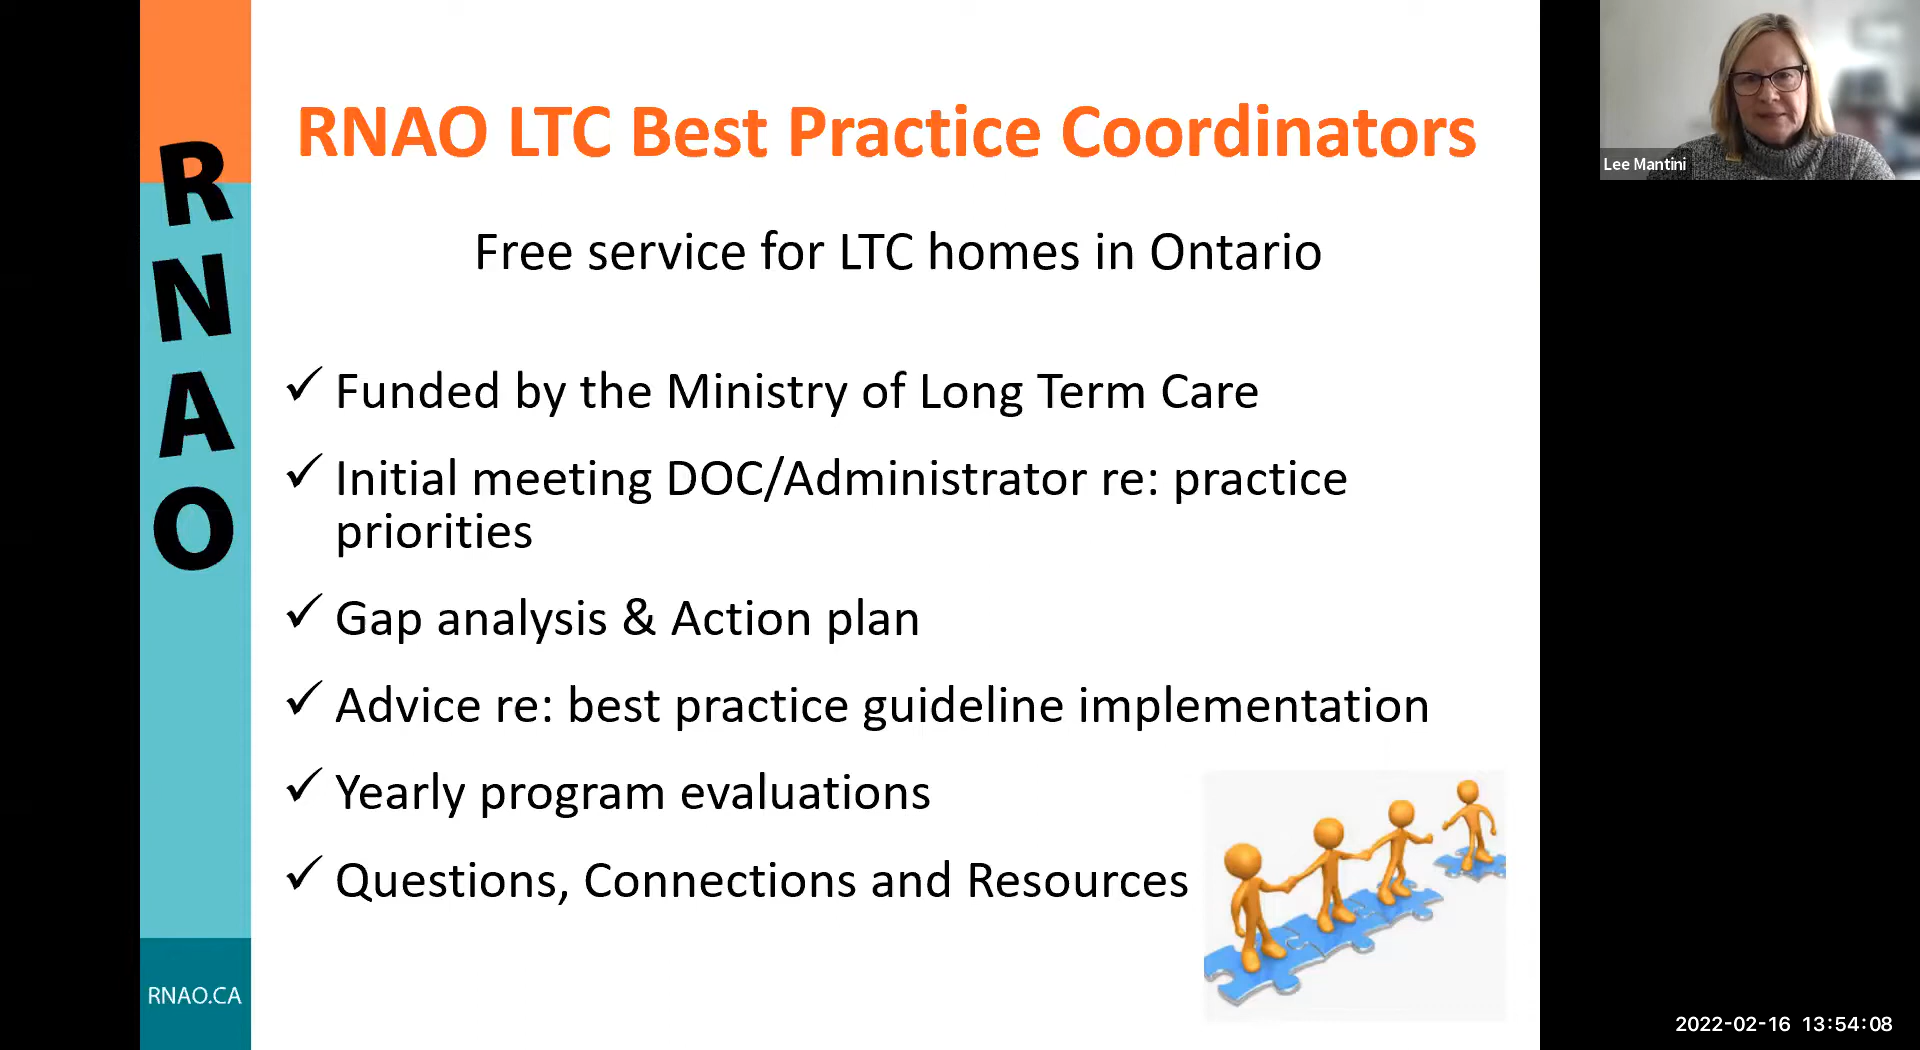 RNAO
RNAO LTC Best Practice Coordinators
Free service for LTC homes in Ontario
✓ Funded by the Ministry of Long Term Care
✓ Initial meeting DOC/Administrator re: practice
priorities
✓ Gap analysis & Action plan
✓ Advice re: best practice guideline implementation
✓ Yearly program evaluations
✓ Questions, Connections and Resources
RNAO.CA
Lee Mantini
2022-02-16 13:54:08